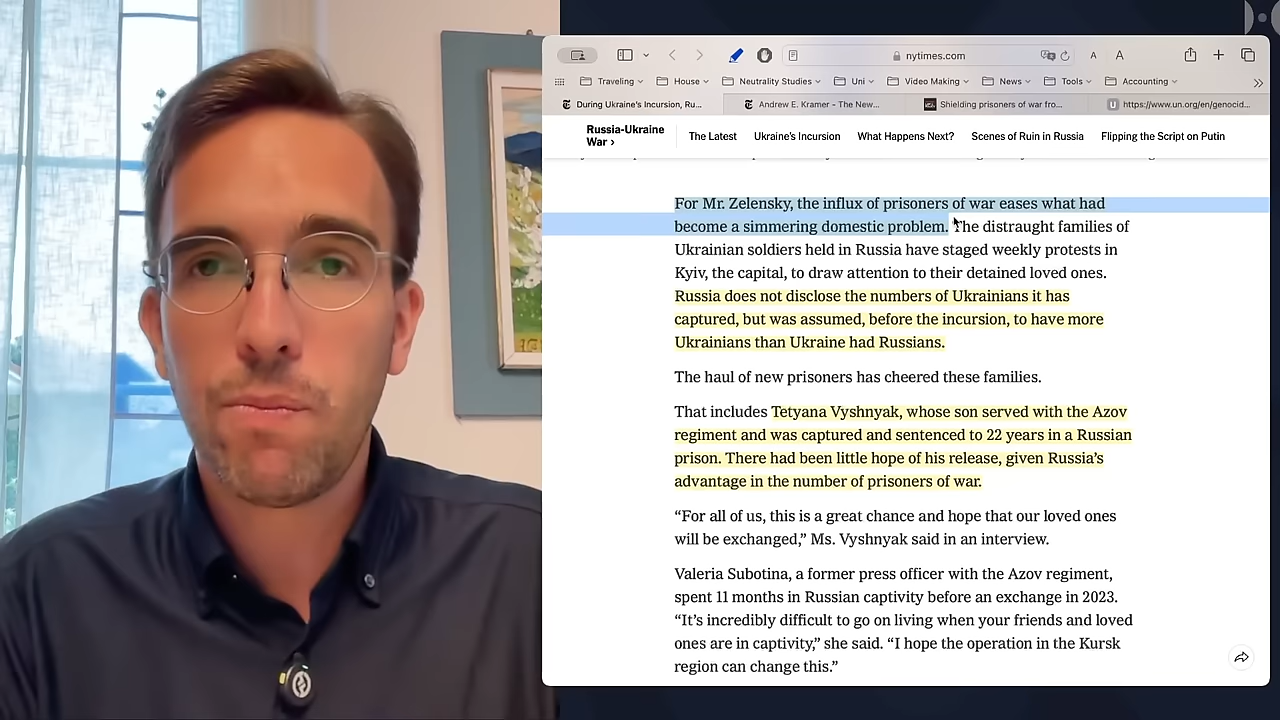 nytimes.com
A
A
Traveling
House
Neutrality Studies
Uni
Video Making
News
Tools
Accounting
During Ukraine's Incursion, Ru...
Andrew E. Kramer - The New...
Shielding prisoners of war fro...
https://www.un.org/en/genocid...
Russia-Ukraine
War ›
The Latest
Ukraine's Incursion
What Happens Next?
Scenes of Ruin in Russia
Flipping the Script on Putin
For Mr. Zelensky, the influx of prisoners of war eases what had
become a simmering domestic problem. The distraught families of
Ukrainian soldiers held in Russia have staged weekly protests in
Kyiv, the capital, to draw attention to their detained loved ones.
Russia does not disclose the numbers of Ukrainians it has
captured, but was assumed, before the incursion, to have more
Ukrainians than Ukraine had Russians.
The haul of new prisoners has cheered these families.
That includes Tetyana Vyshnyak, whose son served with the Azov
regiment and was captured and sentenced to 22 years in a Russian
prison. There had been little hope of his release, given Russia's
advantage in the number of prisoners of war.
“For all of us, this is a great chance and hope that our loved ones
will be exchanged,” Ms. Vyshnyak said in an interview.
Valeria Subotina, a former press officer with the Azov regiment,
spent 11 months in Russian captivity before an exchange in 2023.
“It's incredibly difficult to go on living when your friends and loved
ones are in captivity,” she said. “I hope the operation in the Kursk
region can change this.”